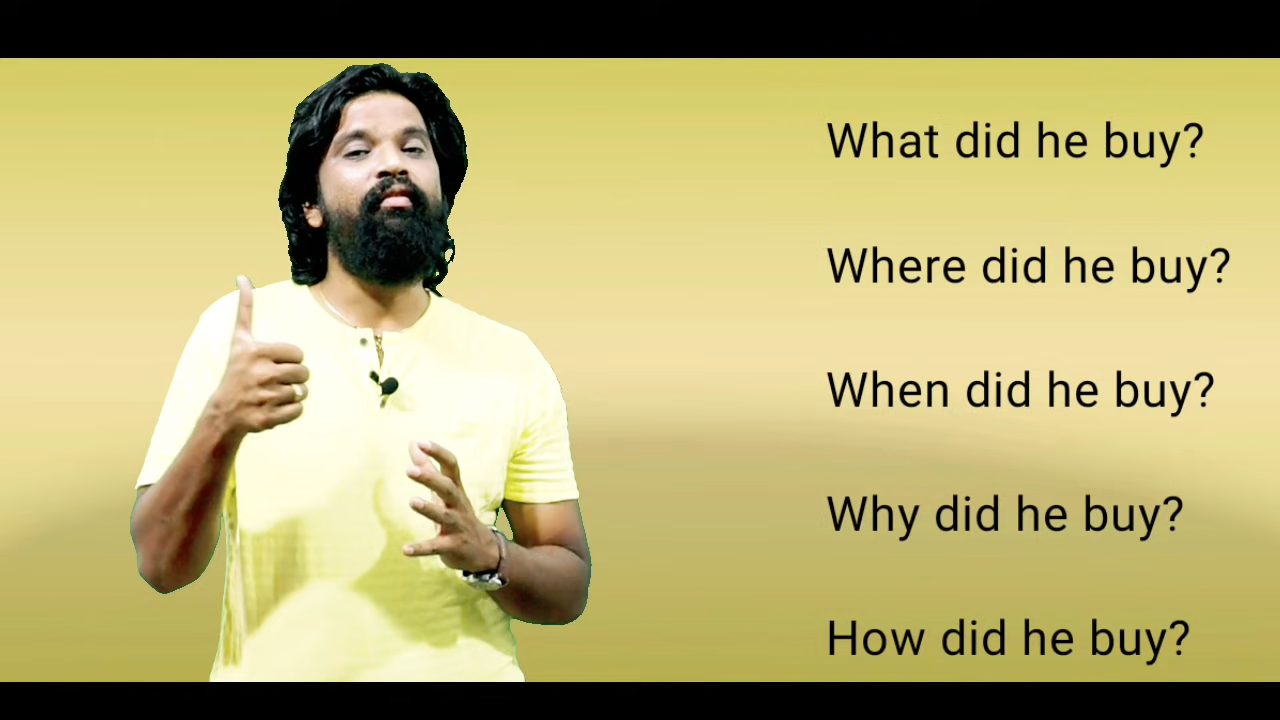 What did he buy?
Where did he buy?
When did he buy?
Why did he buy?
How did he buy?